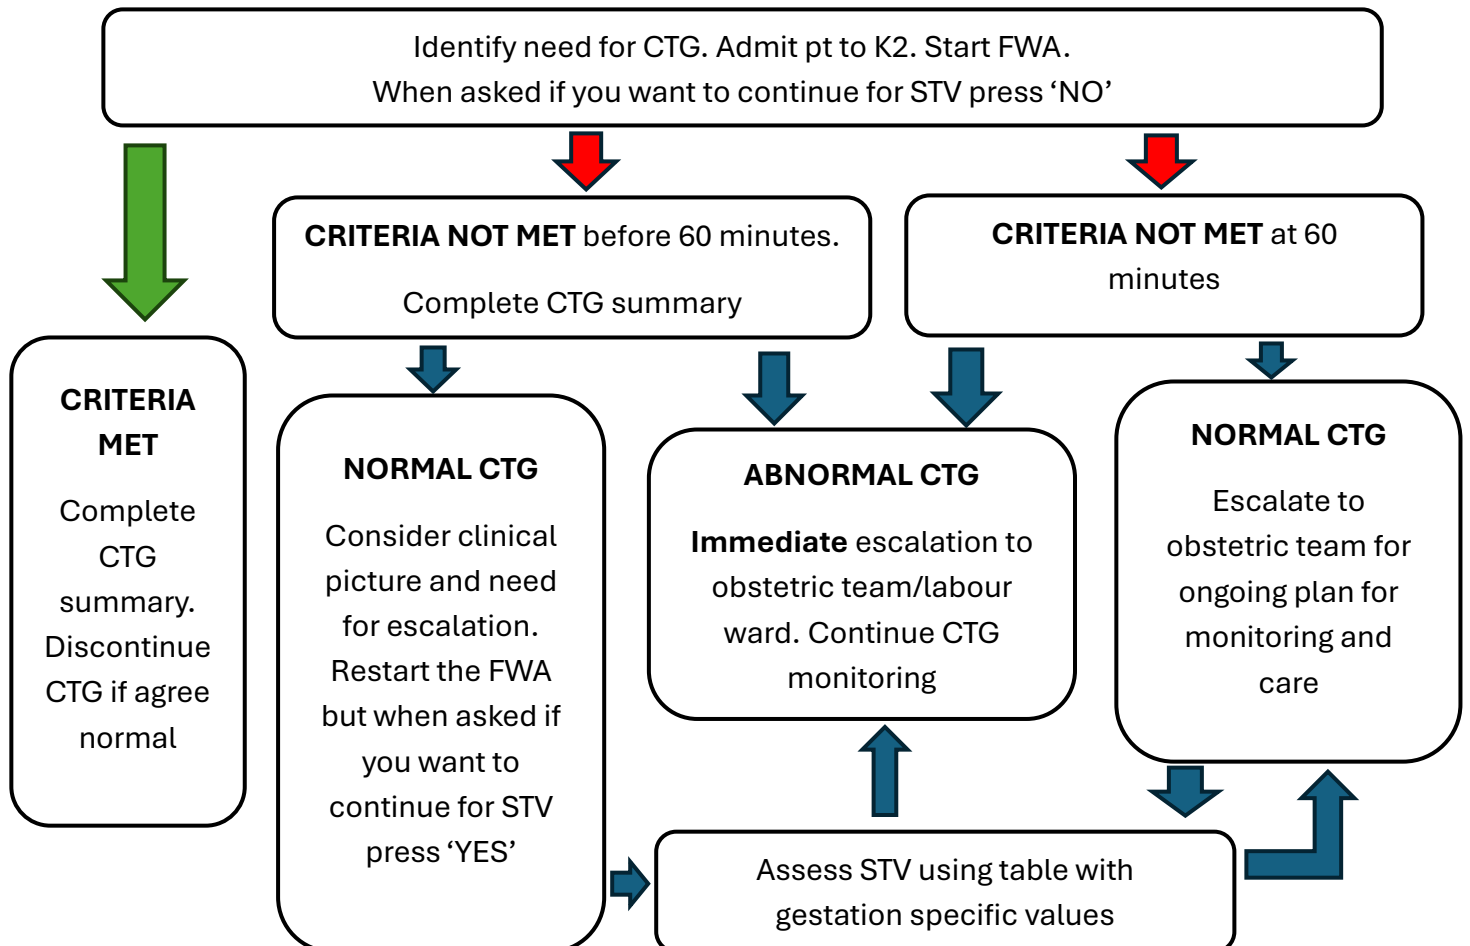 Identify need for CTG. Admit pt to K2. Start FWA.
When asked if you want to continue for STV press ‘NO’
CRITERIA NOT MET before 60 minutes.
Complete CTG summary
CRITERIA NOT MET at 60
minutes
CRITERIA
MET
Complete
CTG
summary.
Discontinue
CTG if agree
normal
NORMAL CTG
Consider clinical
picture and need
for escalation.
Restart the FWA
but when asked if
you want to
continue for STV
press ‘YES’
ABNORMAL CTG
Immediate escalation to
obstetric team/labour
ward. Continue CTG
monitoring
NORMAL CTG
Escalate to
obstetric team for
ongoing plan for
monitoring and
care
Assess STV using table with
gestation specific values